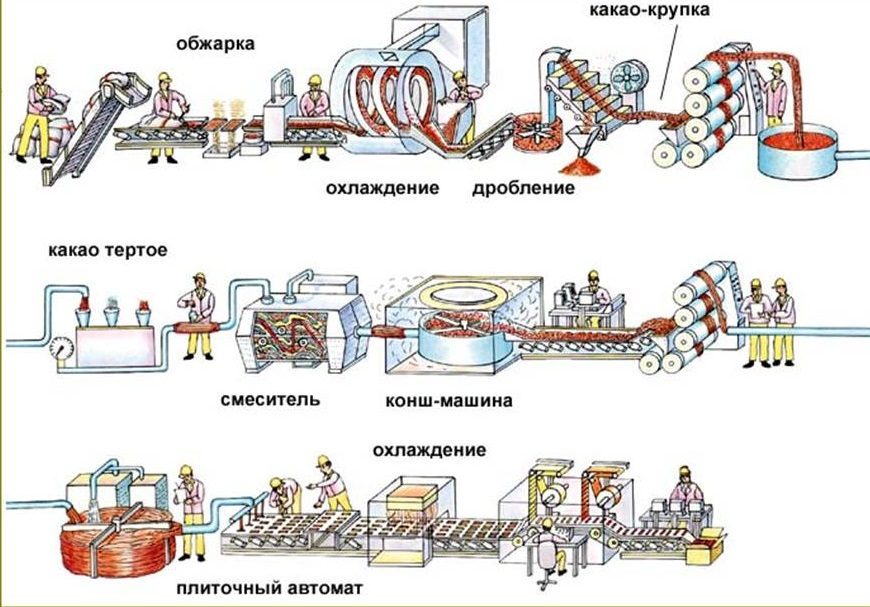 какао-крупка
обжарка
охлаждение
дробление
какао тертое
смеситель
конш-машина
охлаждение
плиточный автомат